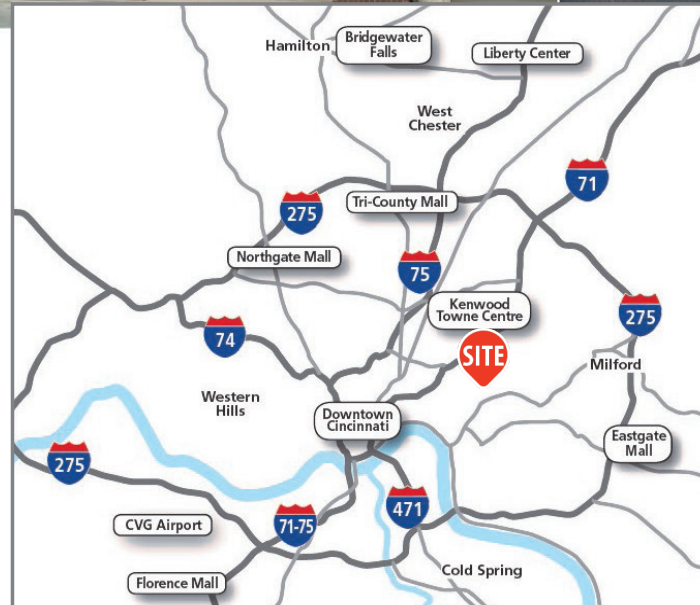 Hamilton
Bridgewater
Falls
Liberty Center
West
Chester
71
275
Tri-County Mall
Northgate Mall
75
Kenwood
Towne Centre
275
74
SITE
Milford
Western
Hills
Downtown
Cincinnati
Eastgate
Mall
275
471
CVG Airport
71-75
Cold Spring
Florence Mall